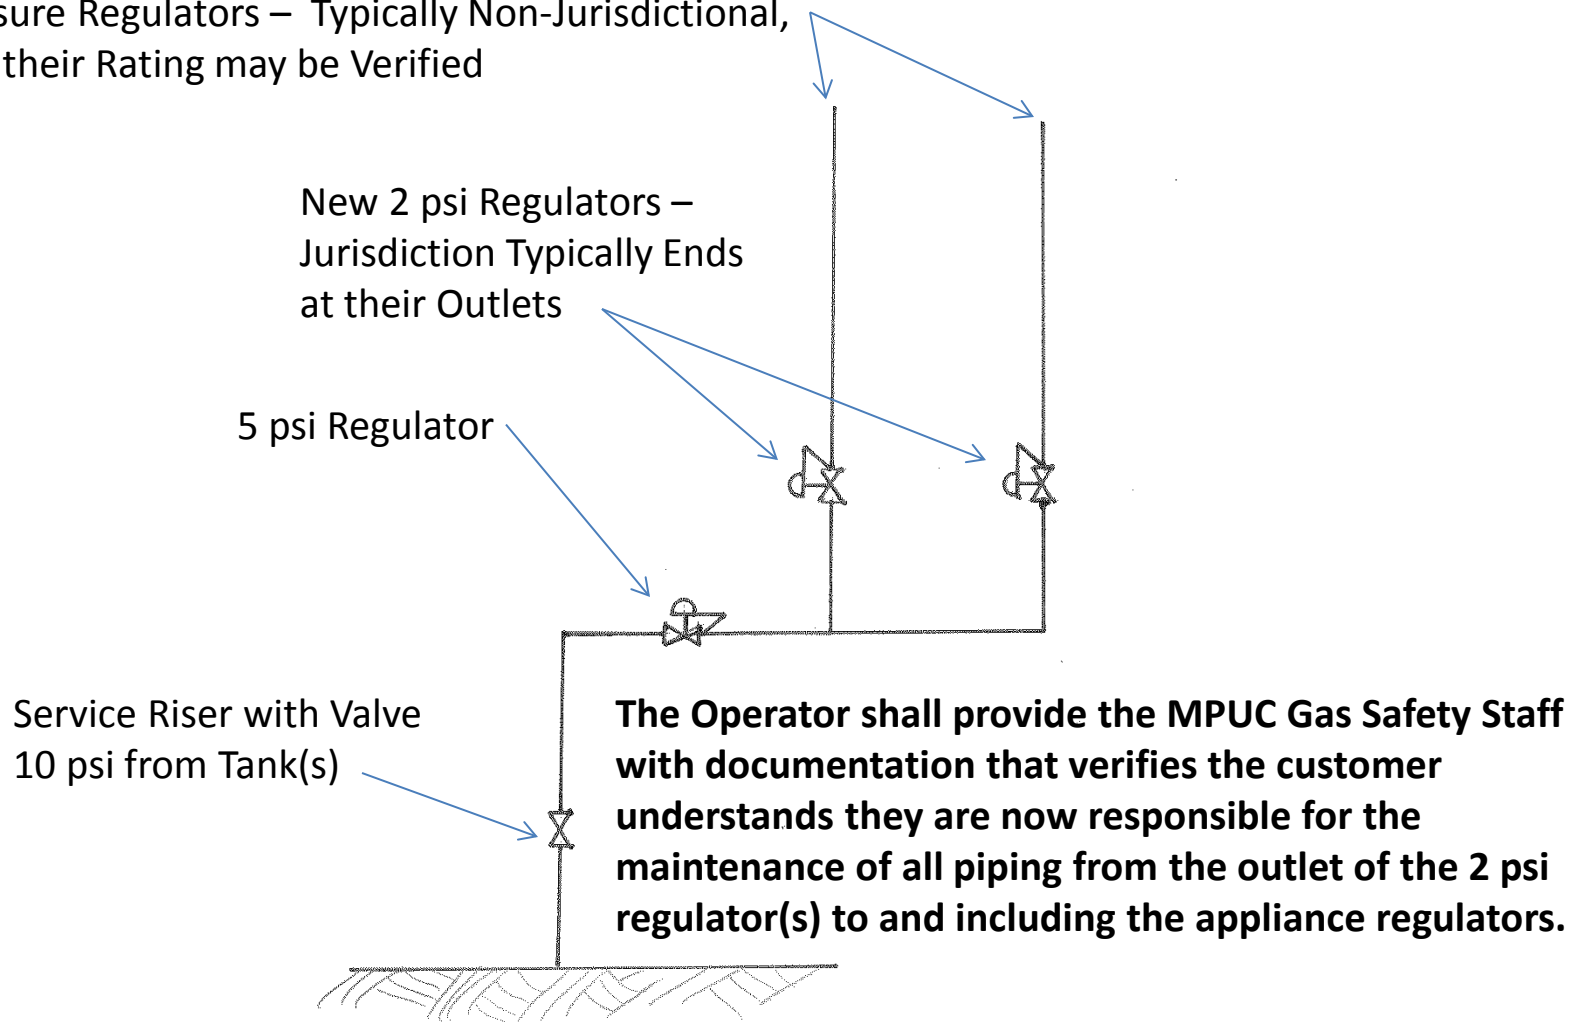 sure Regulators – Typically Non-Jurisdictional,
their Rating may be Verified
New 2 psi Regulators –
Jurisdiction Typically Ends
at their Outlets
5 psi Regulator
Service Riser with Valve
10 psi from Tank(s)
The Operator shall provide the MPUC Gas Safety Staff
with documentation that verifies the customer
understands they are now responsible for the
maintenance of all piping from the outlet of the 2 psi
regulator(s) to and including the appliance regulators.